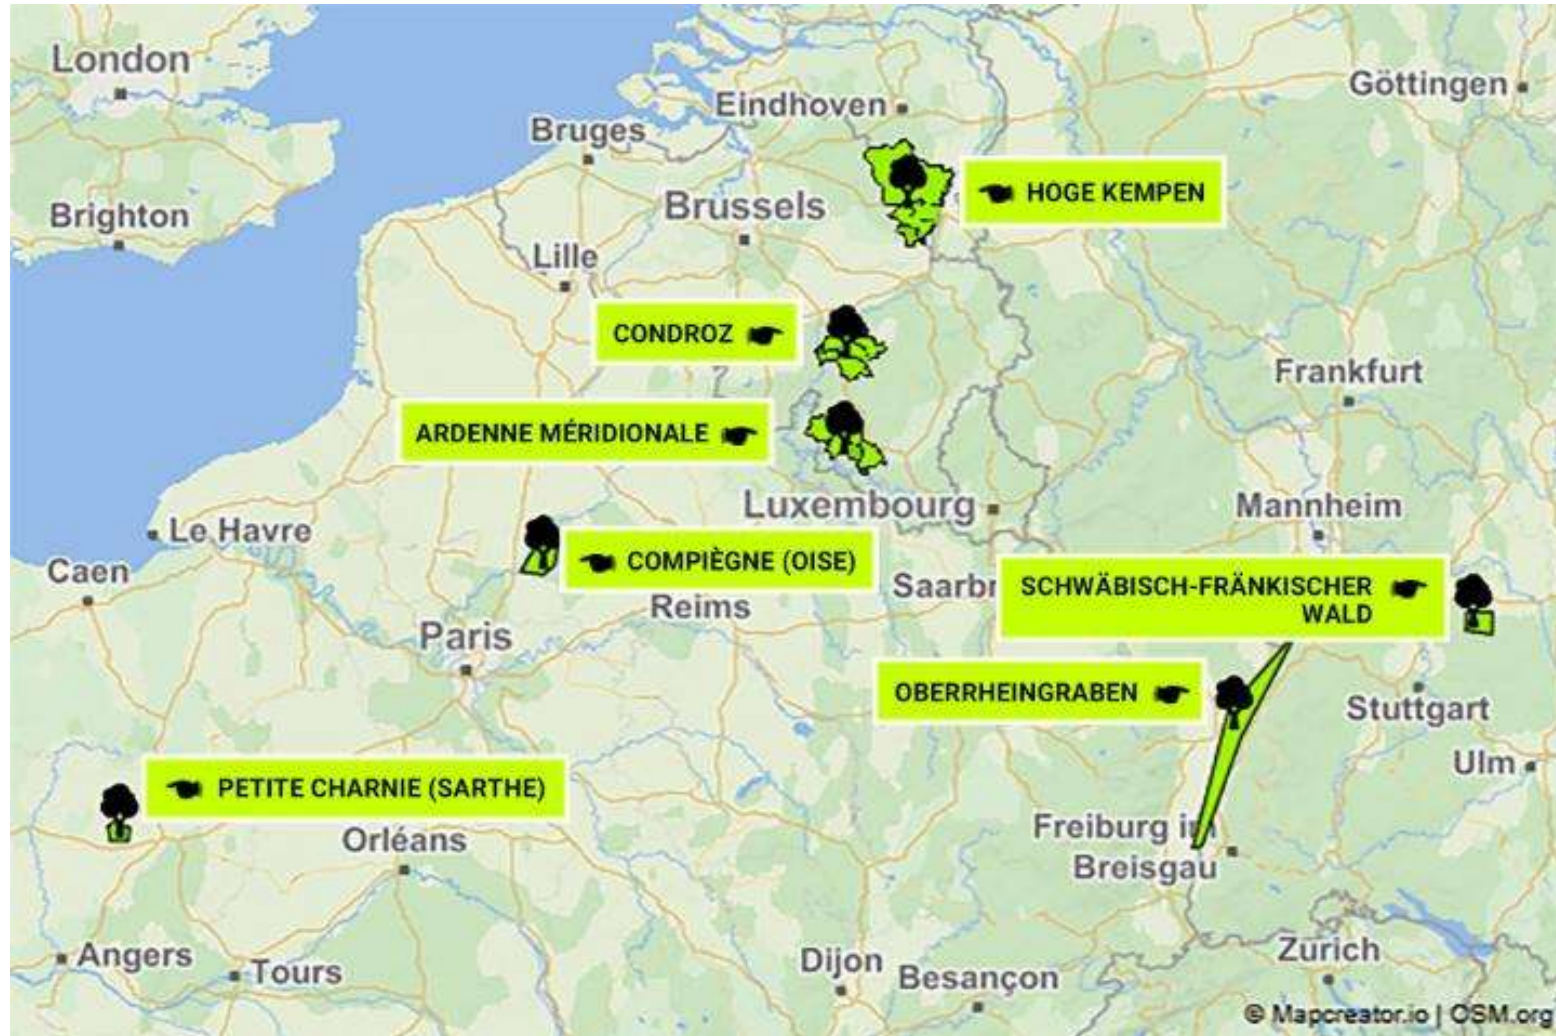 London
Göttingen
Eindhoven
Bruges
HOGE KEMPEN
Brighton
Brussels
Lille
CONDROZ
Frankfurt
ARDENNE MÉRIDIONALE
Luxembourg
Mannheim
Le Havre
COMPIÈGNE (OISE)
Caen
Saarbr
SCHWÄBISCH-FRÄNKISCHER
WALD
Reims
Paris
OBERRHEINGRABEN
Stuttgart
Ulm
PETITE CHARNIE (SARTHE)
Orléans
Freiburg im
Breisgau
Angers
Tours
Dijon
Besançon
Zurich
© Mapcreator.io | OSM.org